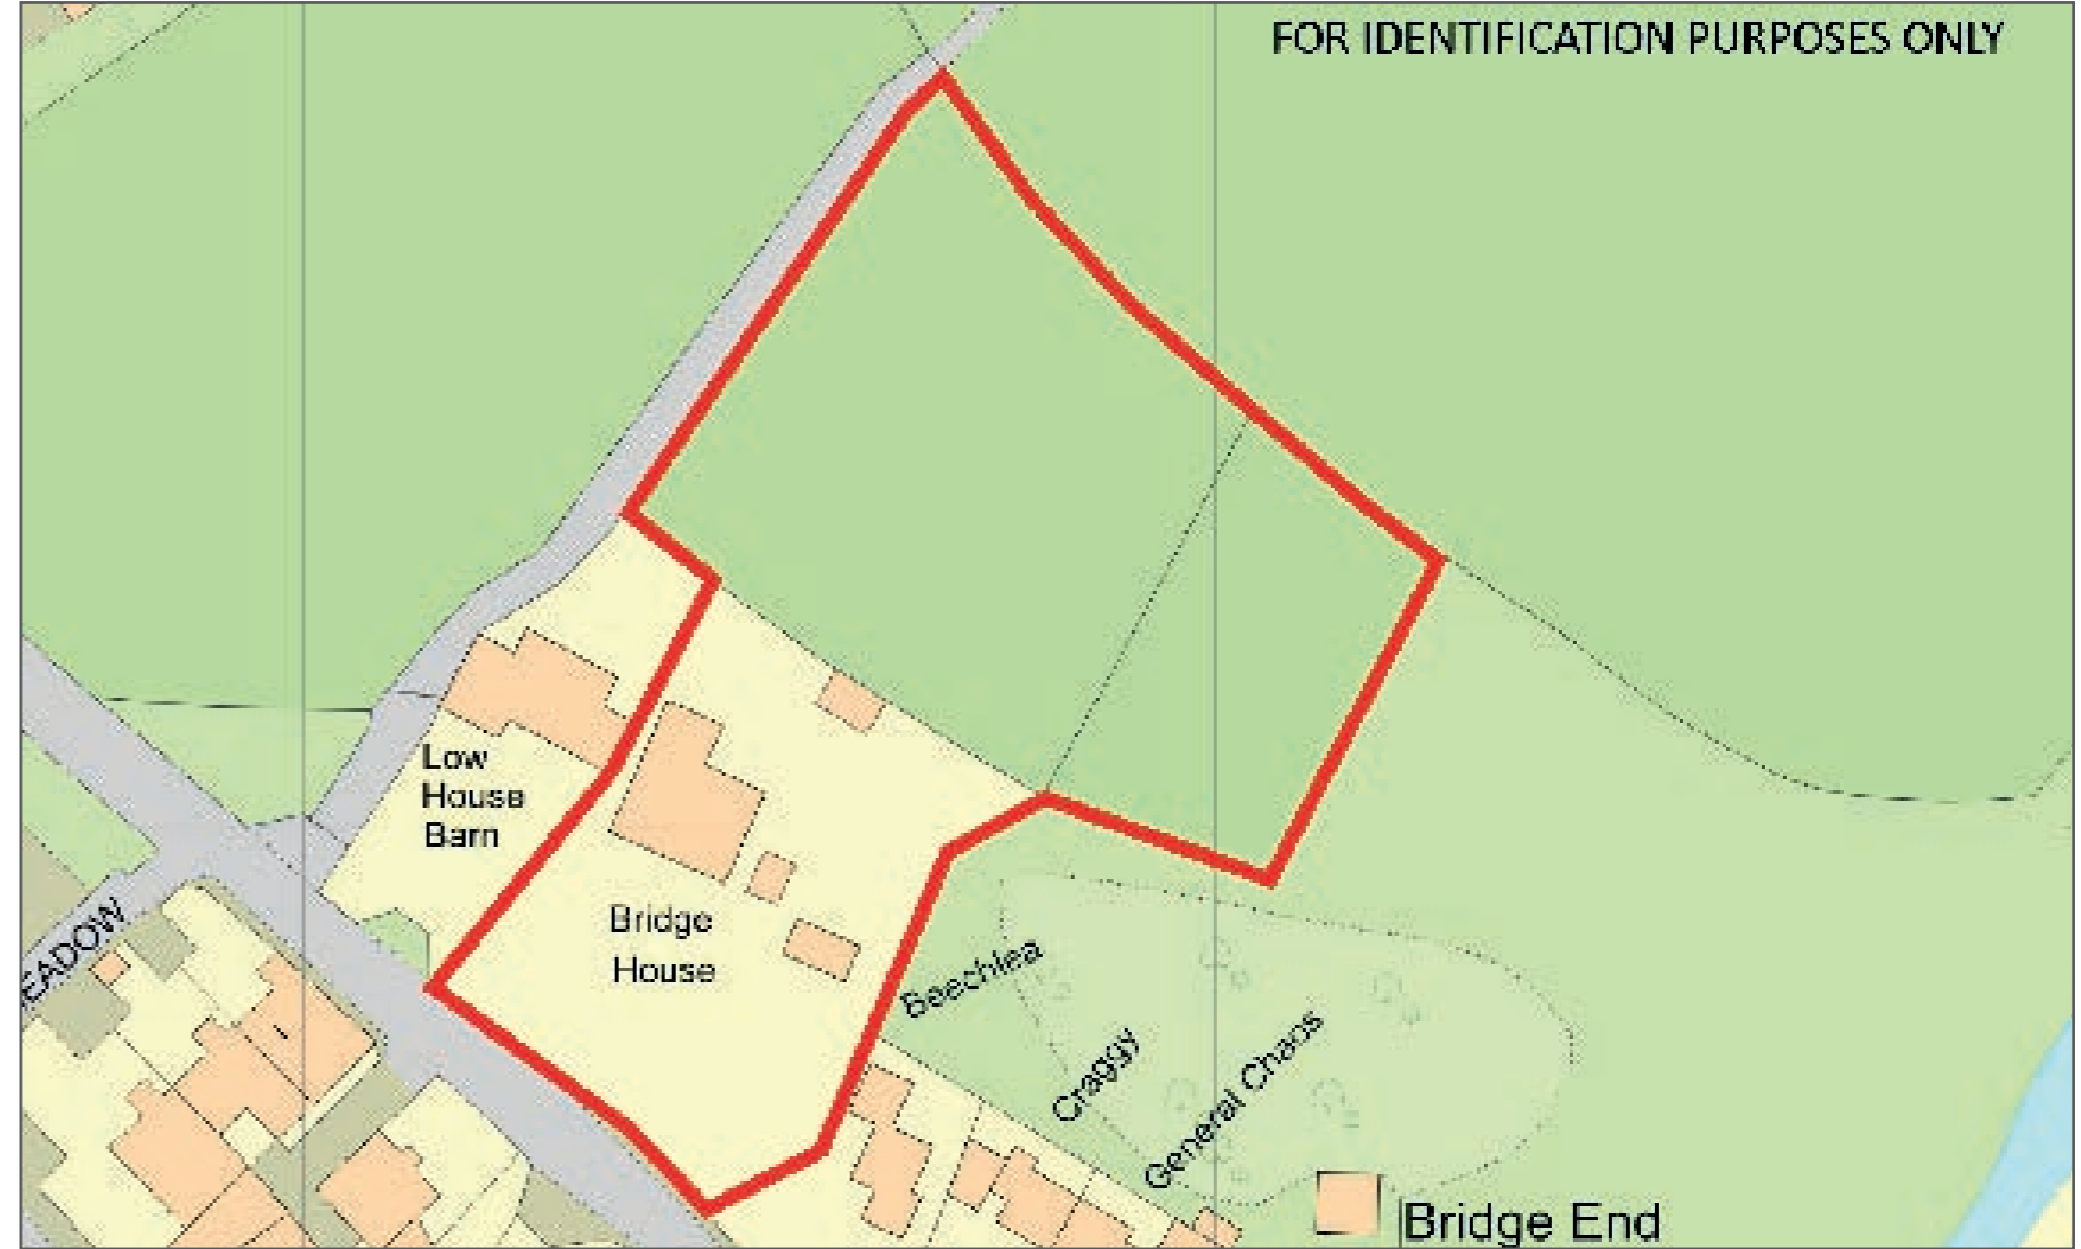 FOR IDENTIFICATION PURPOSES ONLY
Low
House
Barn
Bridge
House
EADOW
Beechlea
Craggy
General Chaos
Bridge End